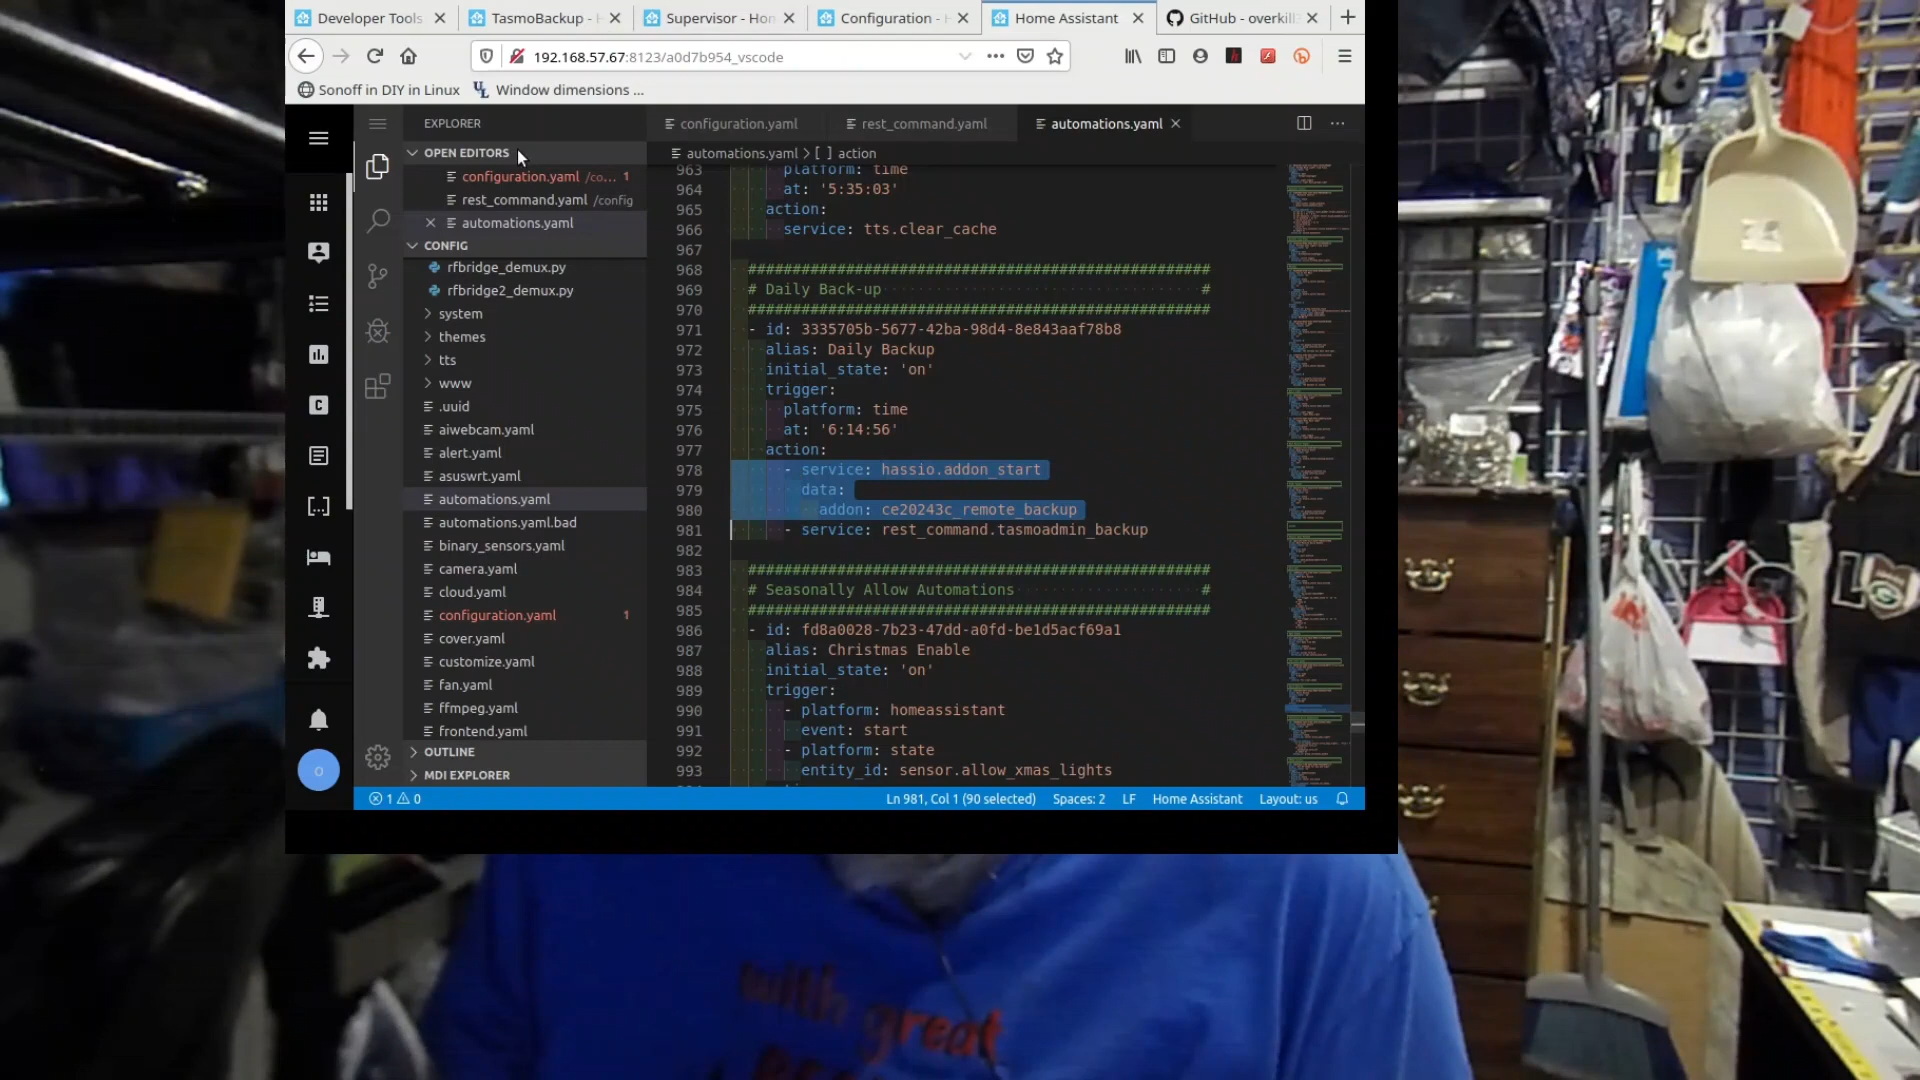 Developer Tools
TasmoBackup - H
Supervisor - Hom
Configuration - H
Home Assistant
GitHub - overkill
192.168.57.67:8123/a0d7b954_vscode
Sonoff in DIY in Linux
Window dimensions ...
EXPLORER
OPEN EDITORS
configuration.yaml /co... 1
rest_command.yaml /config
automations.yaml
CONFIG
rfbridge_demux.py
rfbridge2_demux.py
system
themes
tts
www
.uuid
aiwebcam.yaml
alert.yaml
asuswrt.yaml
automations.yaml
automations.yaml.bad
binary_sensors.yaml
camera.yaml
cloud.yaml
configuration.yaml 1
cover.yaml
customize.yaml
fan.yaml
ffmpeg.yaml
frontend.yaml
OUTLINE
MDI EXPLORER
o
configuration.yaml
rest_command.yaml
automations.yaml
automations.yaml > [ ] action
963 platform: time
964 at: '5:35:03'
965 action:
966 service: tts.clear_cache
967
968 ####################################################
969 # Daily Back-up #
970 ####################################################
971 - id: 3335705b-5677-42ba-98d4-8e843aaf78b8
972 alias: Daily Backup
973 initial_state: 'on'
974 trigger:
975 platform: time
976 at: '6:14:56'
977 action:
978 - service: hassio.addon_start
979 data:
980 addon: ce20243c_remote_backup
981 - service: rest_command.tasmoadmin_backup
982
983 ####################################################
984 # Seasonally Allow Automations #
985 ####################################################
986 - id: fd8a0028-7b23-47dd-a0fd-be1d5acf69a1
987 alias: Christmas Enable
988 initial_state: 'on'
989 trigger:
990 - platform: homeassistant
991 event: start
992 - platform: state
993 entity_id: sensor.allow_xmas_lights
1 0
Ln 981, Col 1 (90 selected) Spaces: 2 LF Home Assistant Layout: us
with great